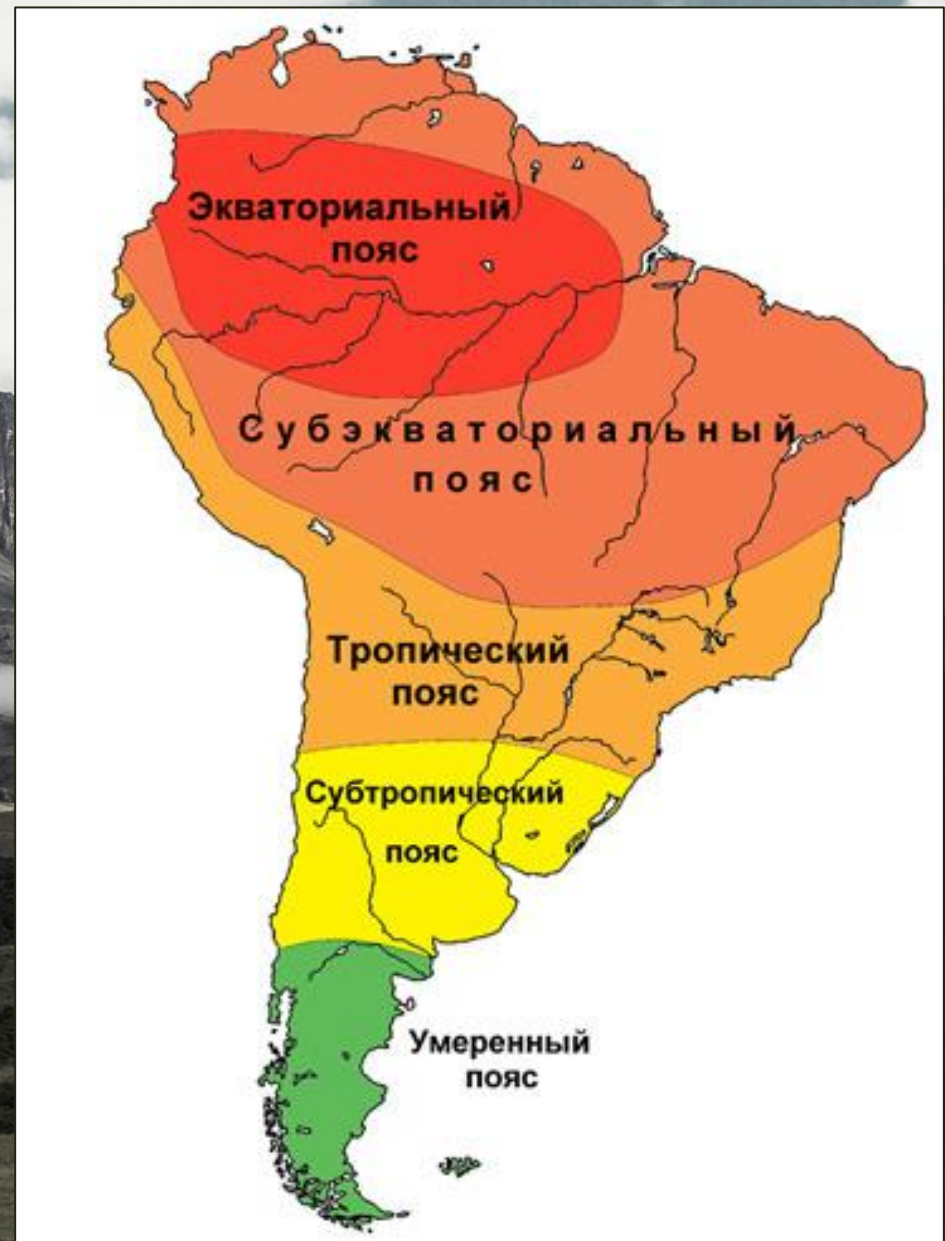 Экваториальный
пояс
Субэкваториальный
пояс
Тропический
пояс
Субтропический
пояс
Умеренный
пояс